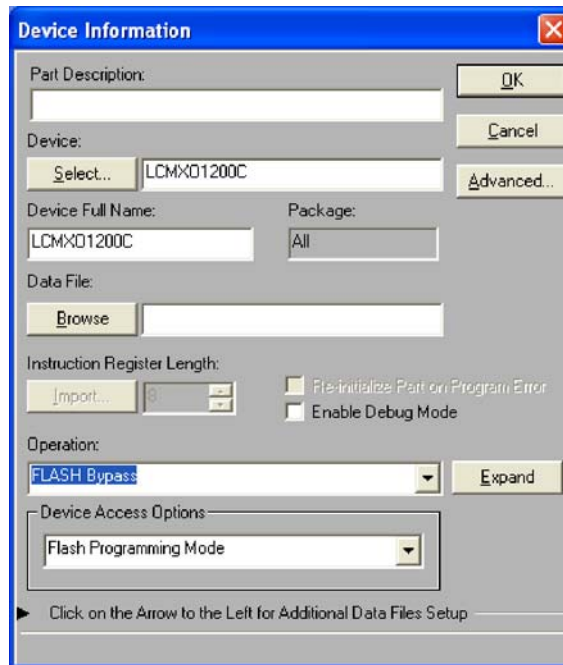 Device Information
Part Description:
OK
Cancel
Device:
Select... LCMXO1200C
Advanced...
Device Full Name: Package:
LCMXO1200C All
Data File:
Browse
Instruction Register Length:
Import... 8 Re-initialize Part on Program Error
Enable Debug Mode
Operation:
FLASH Bypass Expand
Device Access Options
Flash Programming Mode
Click on the Arrow to the Left for Additional Data Files Setup